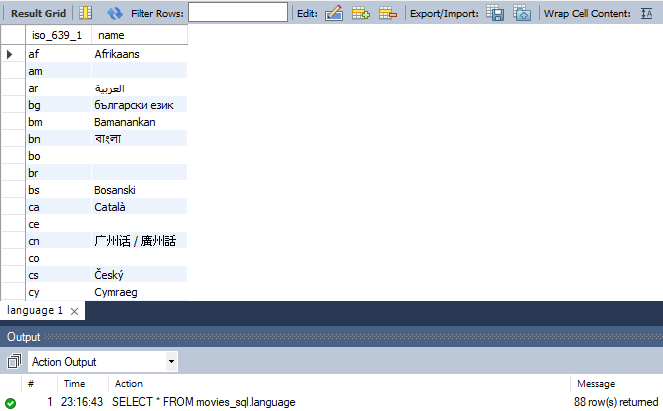 Result Grid Filter Rows: Edit: Export/Import: Wrap Cell Content:
iso_639_1 name
af Afrikaans
am
ar العربية
bg български език
bm Bamanankan
bn বাংলা
bo
br
bs Bosanski
ca Català
ce
cn 广州话 / 廣州話
co
cs Český
cy Cymraeg
language 1
Output
Action Output
# Time Action Message
1 23:16:43 SELECT * FROM movies_sql.language 88 row(s) returned